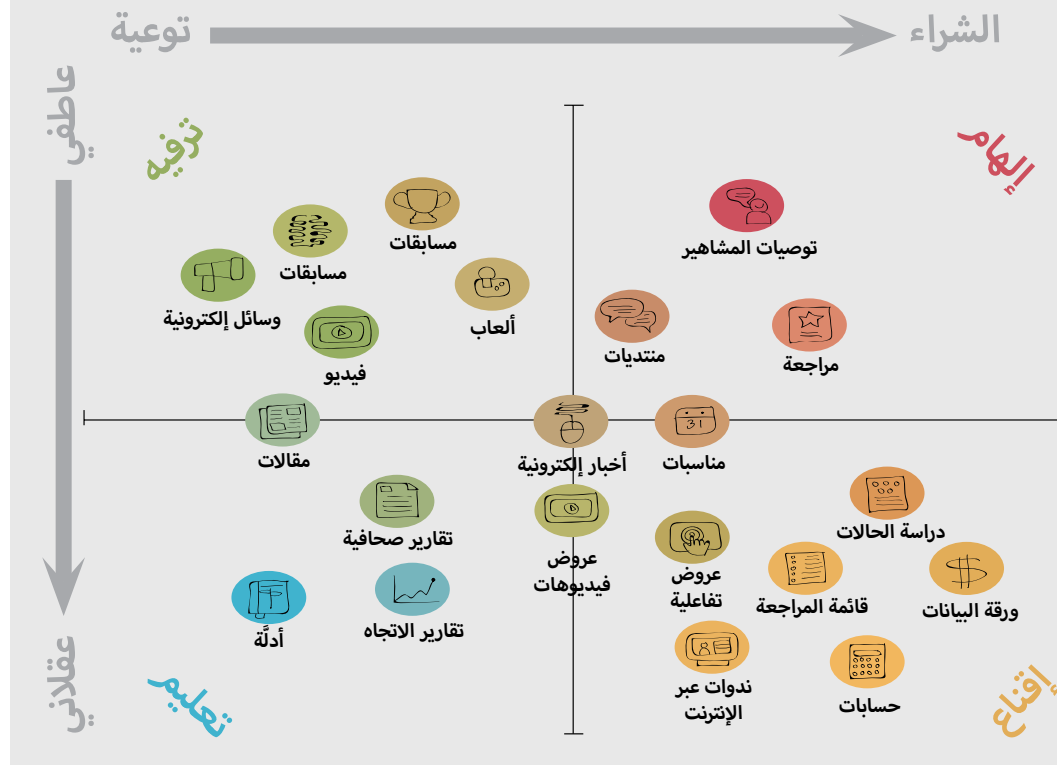 توعية
الشراء
عاطفي
عقلاني
ترفيه
إلهام
مسابقات
توصيات المشاهير
مسابقات
وسائل إلكترونية
ألعاب
منتديات
مراجعة
فيديو
31
مقالات
أخبار إلكترونية
مناسبات
تقارير صحافية
عروض
فيديوهات
دراسة الحالات
عروض
تفاعلية
قائمة المراجعة
ورقة البيانات
أدلَّة
تقارير الاتجاه
ندوات عبر
الإنترنت
حسابات
تعليم
إقناع